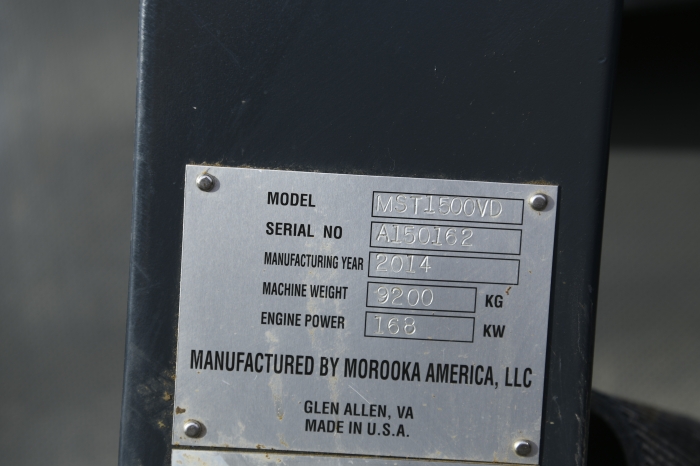 MODEL MST1500VD
SERIAL NO A150162
MANUFACTURING YEAR 2014
MACHINE WEIGHT 9200 KG
ENGINE POWER 168 KW
MANUFACTURED BY MOROOKA AMERICA, LLC
GLEN ALLEN, VA
MADE IN U.S.A.